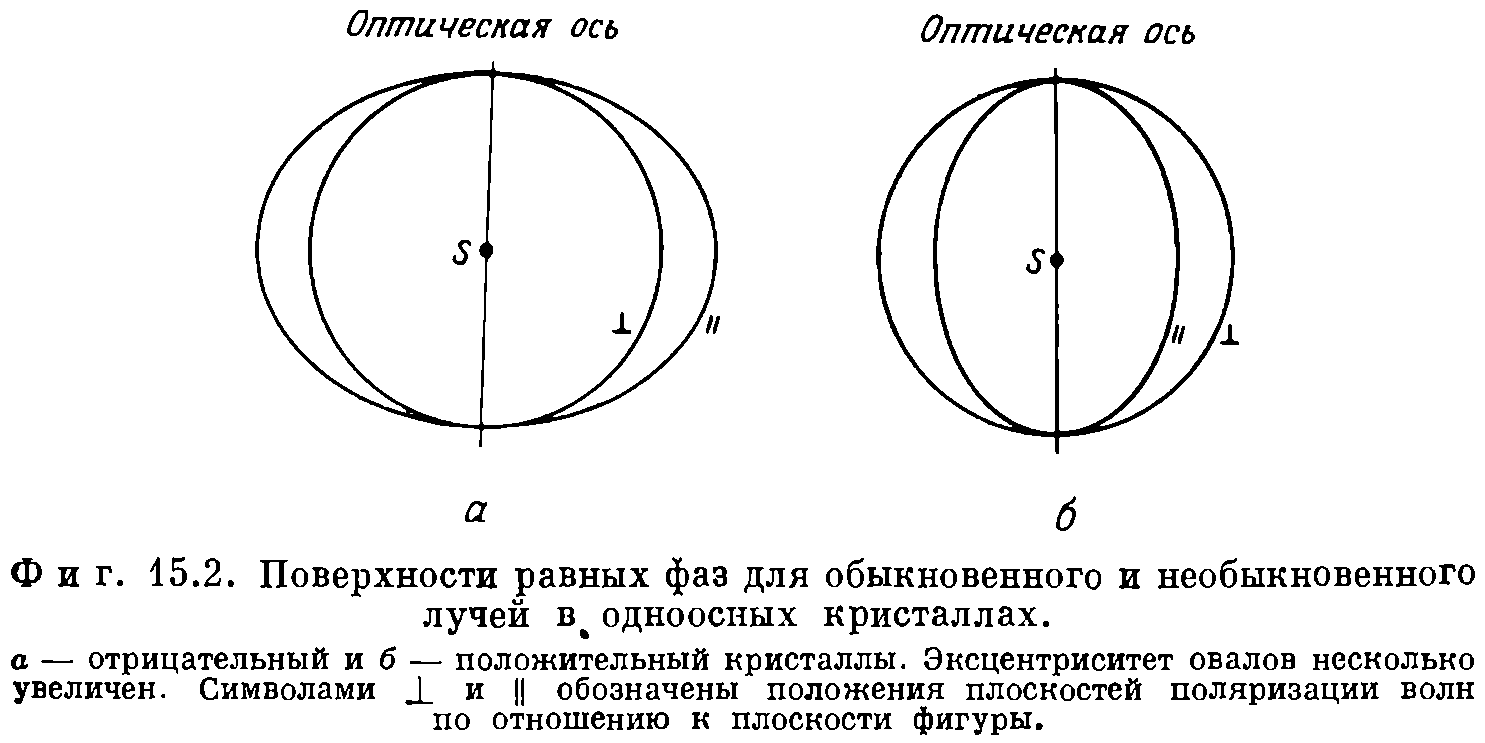 Оптическая ось
Оптическая ось
S
S
⊥
||
||
⊥
а
б
Фиг. 15.2. Поверхности равных фаз для обыкновенного и необыкновенного
лучей в одноосных кристаллах.
а — отрицательный и б — положительный кристаллы. Эксцентриситет овалов несколько
увеличен. Символами ⊥ и || обозначены положения плоскостей поляризации волн
по отношению к плоскости фигуры.